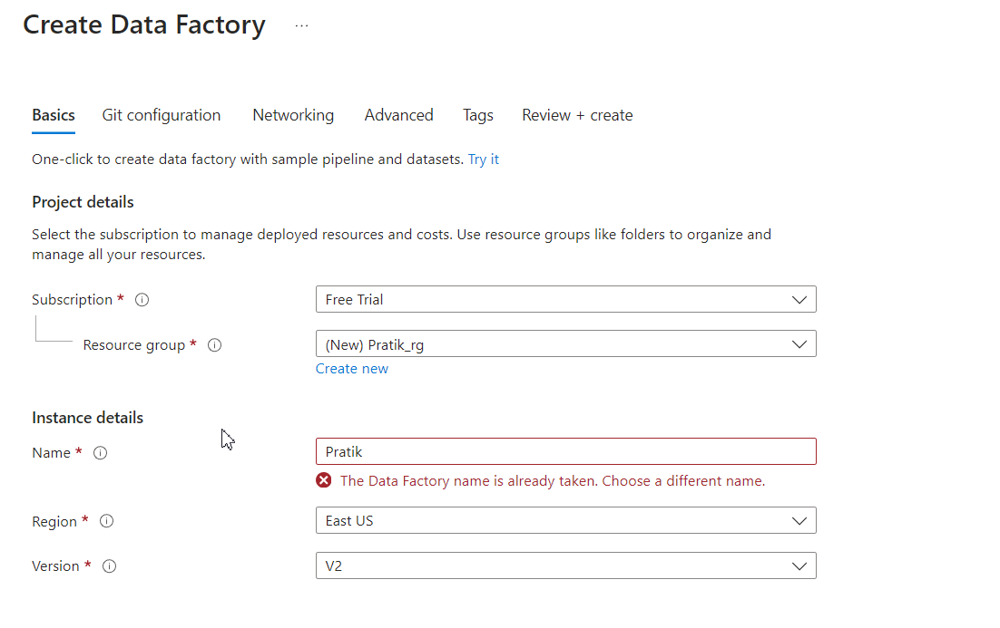 Create Data Factory ...
Basics Git configuration Networking Advanced Tags Review + create
One-click to create data factory with sample pipeline and datasets. Try it
Project details
Select the subscription to manage deployed resources and costs. Use resource groups like folders to organize and
manage all your resources.
Subscription * Free Trial
Resource group * (New) Pratik_rg
Create new
Instance details
Name * Pratik
The Data Factory name is already taken. Choose a different name.
Region * East US
Version * V2